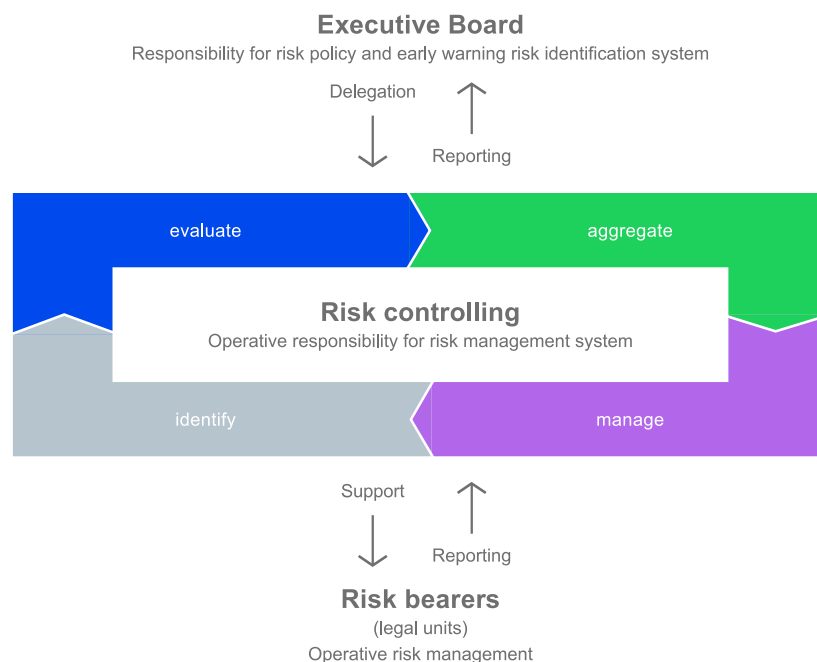 Executive Board
Responsibility for risk policy and early warning risk identification system
Delegation
Reporting
evaluate
aggregate
Risk controlling
Operative responsibility for risk management system
identify
manage
Support
Reporting
Risk bearers
(legal units)
Operative risk management